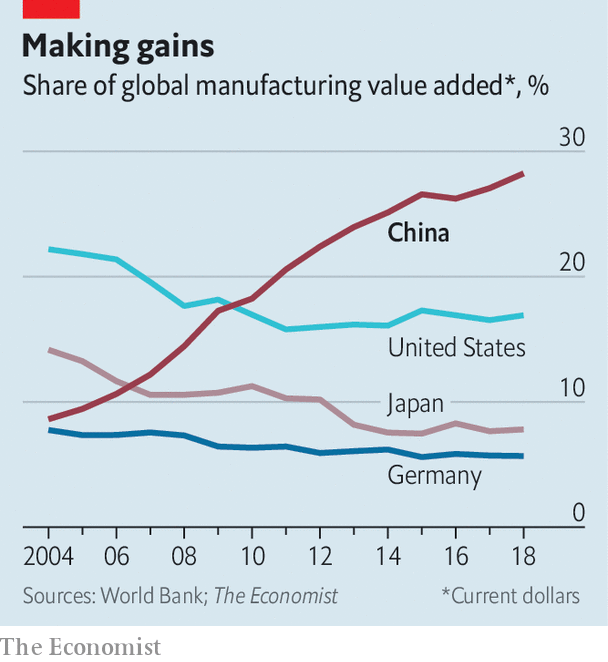 Making gains
Share of global manufacturing value added*, %
30
China
20
United States
Japan
10
Germany
0
2004 06 08 10 12 14 16 18
Sources: World Bank; The Economist *Current dollars
The Economist